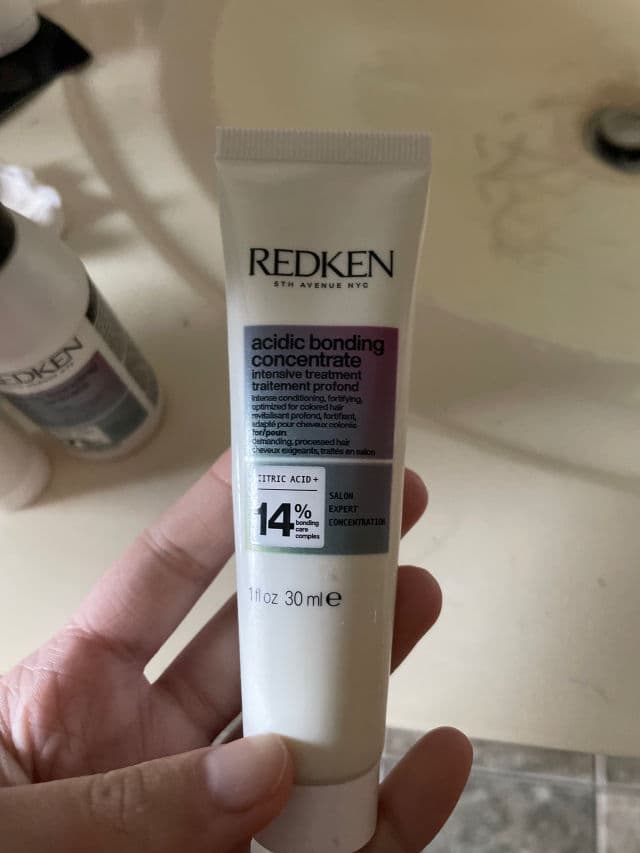 REDKEN
5TH AVENUE NYC
acidic bonding
concentrate
intensive treatment
traitement profond
intense conditioning, fortifying,
optimized for colored hair
revitalisant profond, fortifiant,
adapté pour cheveux colorés
for/pour:
demanding, processed hair
cheveux exigeants, traités en salon
CITRIC ACID +
14%
bonding
care
complex
SALON
EXPERT
CONCENTRATION
1 fl oz 30 ml e
REDKEN